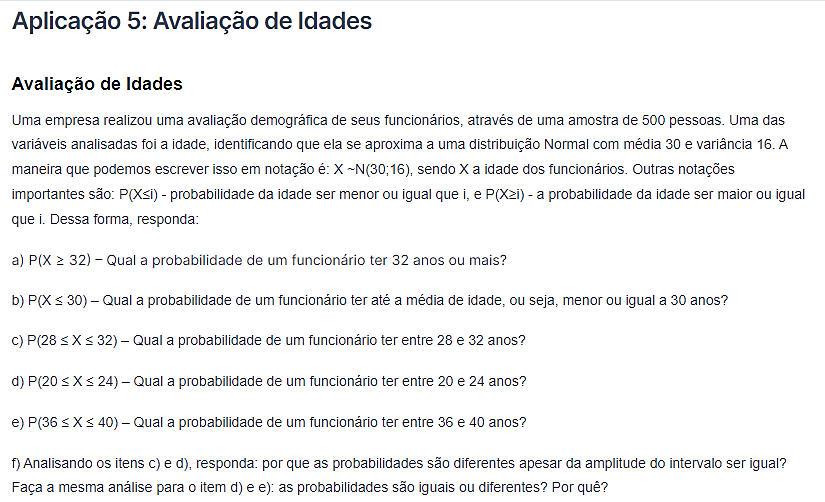 Aplicação 5: Avaliação de Idades
Avaliação de Idades
Uma empresa realizou uma avaliação demográfica de seus funcionários, através de uma amostra de 500 pessoas. Uma das
variáveis analisadas foi a idade, identificando que ela se aproxima a uma distribuição Normal com média 30 e variância 16. A
maneira que podemos escrever isso em notação é: X ~N(30;16), sendo X a idade dos funcionários. Outras notações
importantes são: P(X≤i) - probabilidade da idade ser menor ou igual que i, e P(X≥i) - a probabilidade da idade ser maior ou igual
que i. Dessa forma, responda:
a) P(X ≥ 32) − Qual a probabilidade de um funcionário ter 32 anos ou mais?
b) P(X ≤ 30) – Qual a probabilidade de um funcionário ter até a média de idade, ou seja, menor ou igual a 30 anos?
c) P(28 ≤ X ≤ 32) – Qual a probabilidade de um funcionário ter entre 28 e 32 anos?
d) P(20 ≤ X ≤ 24) – Qual a probabilidade de um funcionário ter entre 20 e 24 anos?
e) P(36 ≤ X ≤ 40) – Qual a probabilidade de um funcionário ter entre 36 e 40 anos?
f) Analisando os itens c) e d), responda: por que as probabilidades são diferentes apesar da amplitude do intervalo ser igual?
Faça a mesma análise para o item d) e e): as probabilidades são iguais ou diferentes? Por quê?